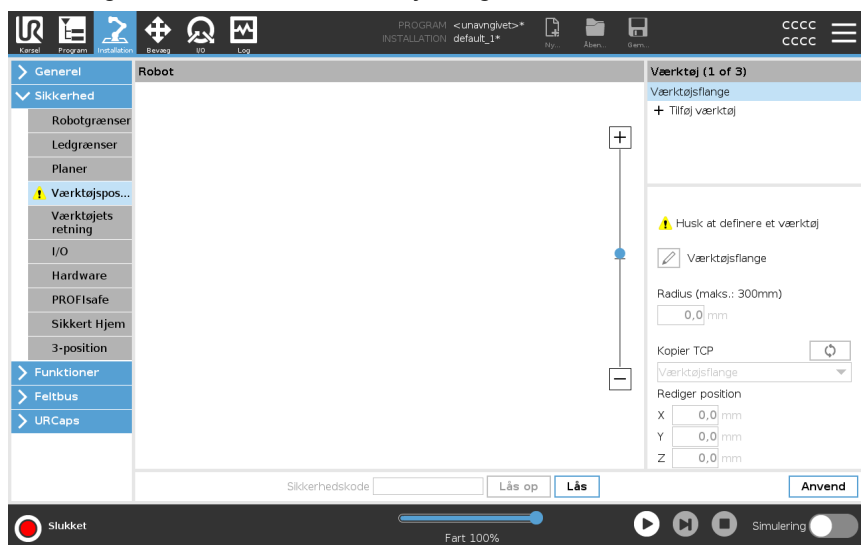 UR
Kørsel
Program
Installation
Bevæg
I/O
Log
PROGRAM <unavngivet>*
INSTALLATION default_1*
Ny...
Åben...
Gem...
cccc
cccc
Generel
Sikkerhed
Robotgrænser
Ledgrænser
Planer
Værktøjspos...
Værktøjets
retning
I/O
Hardware
PROFIsafe
Sikkert Hjem
3-position
Funktioner
Feltbus
URCaps
Robot
+
−
Værktøj (1 of 3)
Værktøjsflange
+ Tilføj værktøj
Husk at definere et værktøj
Værktøjsflange
Radius (maks.: 300mm)
0,0 mm
Kopier TCP
Værktøjsflange
Rediger position
X 0,0 mm
Y 0,0 mm
Z 0,0 mm
Sikkerhedskode
Lås op
Lås
Anvend
Slukket
Fart 100%
Simulering